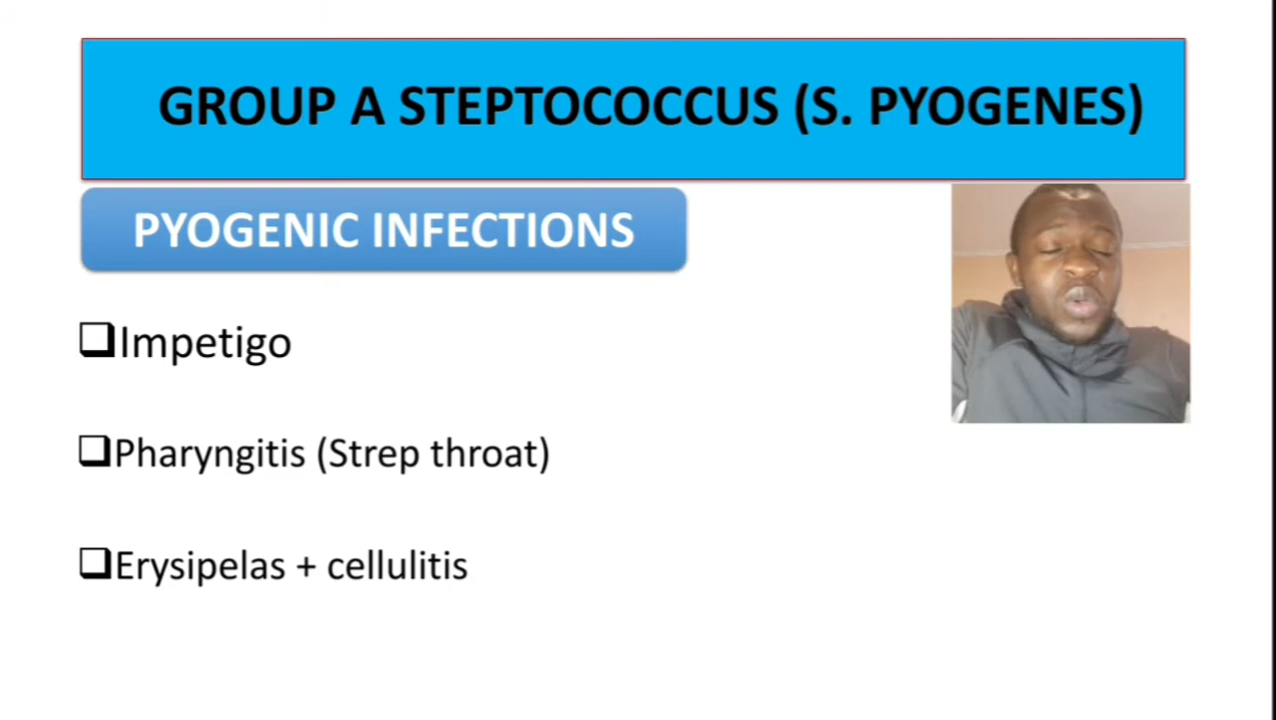 GROUP A STEPTOCOCCUS (S. PYOGENES)
PYOGENIC INFECTIONS
Impetigo
Pharyngitis (Strep throat)
Erysipelas + cellulitis